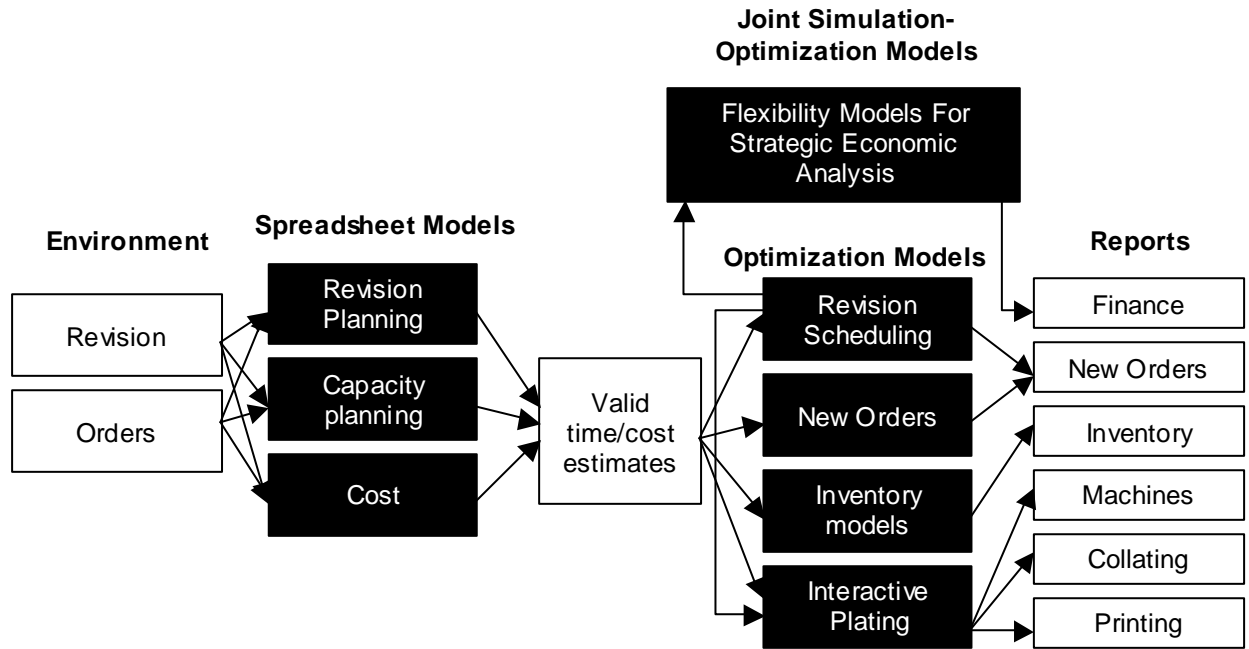 Joint Simulation-
Optimization Models
Flexibility Models For
Strategic Economic
Analysis
Environment
Spreadsheet Models
Optimization Models
Reports
Revision
Orders
Revision
Planning
Capacity
planning
Cost
Valid
time/cost
estimates
Revision
Scheduling
New Orders
Inventory
models
Interactive
Plating
Finance
New Orders
Inventory
Machines
Collating
Printing